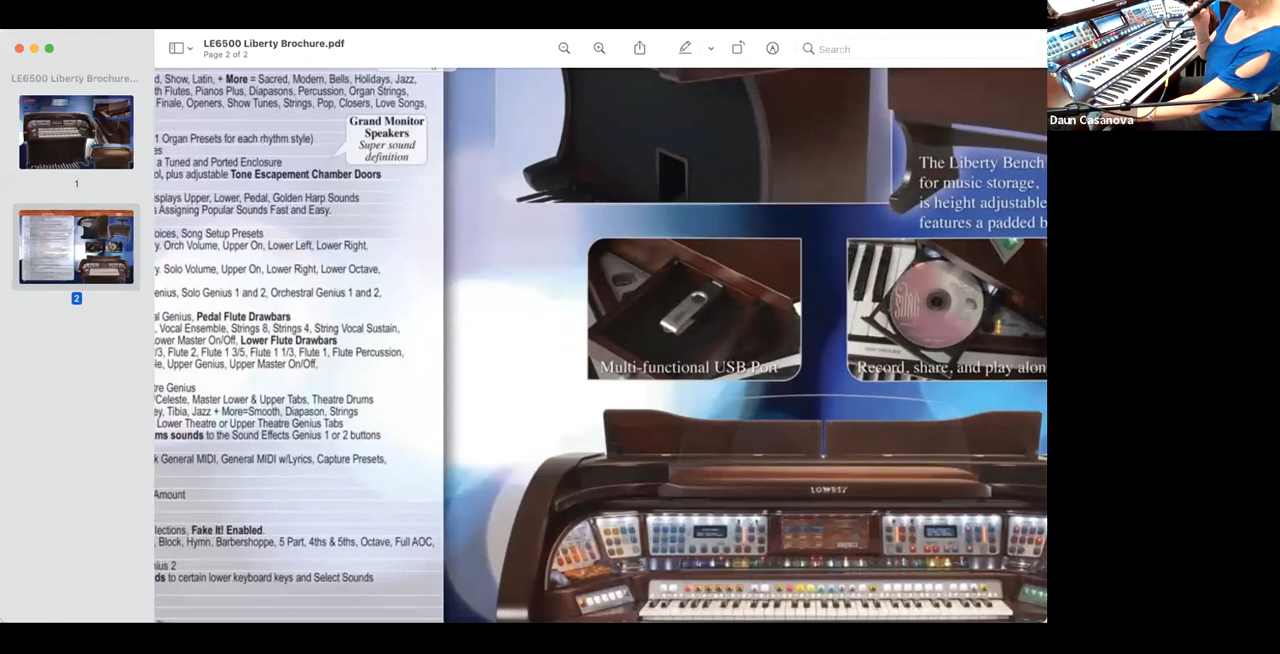 LE6500 Liberty Brochure.pdf
Page 2 of 2
Search
LE6500 Liberty Brochure...
1
2
d, Show, Latin, + More = Sacred, Modern, Bells, Holidays, Jazz,
th Flutes, Pianos Plus, Diapasons, Percussion, Organ Strings,
Finale, Openers, Show Tunes, Strings, Pop, Closers, Love Songs,
Grand Monitor
Speakers
Super sound
definition
1 Organ Presets for each rhythm style)
es
a Tuned and Ported Enclosure
ol, plus adjustable Tone Escapement Chamber Doors
splays Upper, Lower, Pedal, Golden Harp Sounds
s Assigning Popular Sounds Fast and Easy.
oices, Song Setup Presets
y. Orch Volume, Upper On, Lower Left, Lower Right,
y. Solo Volume, Upper On, Lower Right, Lower Octave,
enius, Solo Genius 1 and 2, Orchestral Genius 1 and 2,
al Genius, Pedal Flute Drawbars
, Vocal Ensemble, Strings 8, Strings 4, String Vocal Sustain,
ower Master On/Off, Lower Flute Drawbars
/3, Flute 2, Flute 1 3/5, Flute 1 1/3, Flute 1, Flute Percussion,
le, Upper Genius, Upper Master On/Off,
tre Genius
/Celeste, Master Lower & Upper Tabs, Theatre Drums
ey, Tibia, Jazz + More=Smooth, Diapason, Strings
Lower Theatre or Upper Theatre Genius Tabs
ms sounds to the Sound Effects Genius 1 or 2 buttons
k General MIDI, General MIDI w/Lyrics, Capture Presets,
Amount
lections, Fake It! Enabled.
, Block, Hymn, Barbershoppe, 5 Part, 4ths & 5ths, Octave, Full AOC,
nius 2
ds to certain lower keyboard keys and Select Sounds
The Liberty Bench
for music storage,
is height adjustable
features a padded b
Multi-functional USB Port
Record, share, and play alon
LOWREY
Daun Casanova